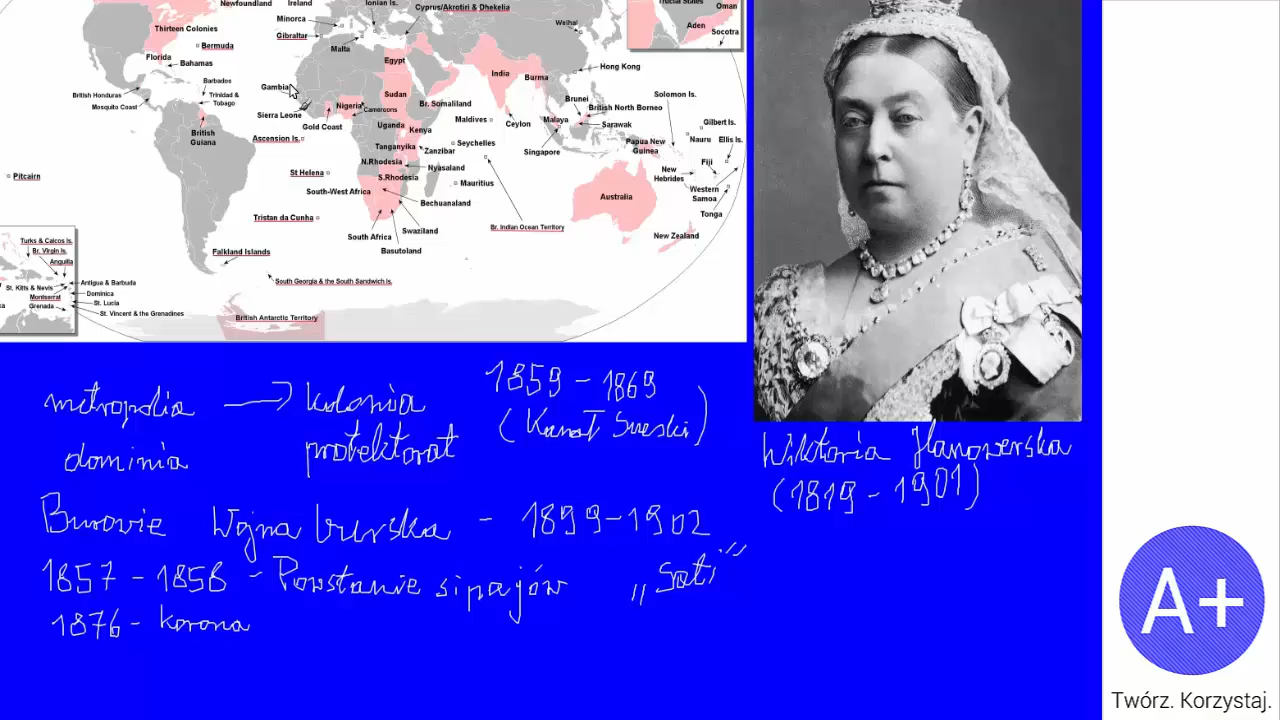 Newfoundland
Ireland
Ionian Is.
Cyprus/Akrotiri & Dhekelia
Trucial States
Oman
Minorca
Weihai
Aden
Thirteen Colonies
Gibraltar
Socotra
Bermuda
Malta
Florida
Bahamas
Egypt
India
Burma
Hong Kong
Barbados
Gambia
British Honduras
Trinidad &
Tobago
Sudan
Solomon Is.
Mosquito Coast
Nigeria
Cameroons
Br. Somaliland
Brunei
British North Borneo
Sierra Leone
Maldives
Ceylon
Malaya
Sarawak
Gilbert Is.
British
Guiana
Gold Coast
Uganda
Kenya
Ascension Is.
Tanganyika
Zanzibar
Seychelles
Singapore
Papua New
Guinea
Nauru
Ellis Is.
N.Rhodesia
Nyasaland
Fiji
Pitcairn
St Helena
S.Rhodesia
Mauritius
New
Hebrides
South-West Africa
Australia
Western
Samoa
Bechuanaland
Tristan da Cunha
Tonga
Swaziland
Br. Indian Ocean Territory
South Africa
New Zealand
Basutoland
Turks & Caicos Is.
Br. Virgin Is.
Falkland Islands
Anguilla
South Georgia & the South Sandwich Is.
St. Kitts & Nevis
Antigua & Barbuda
Montserrat
Dominica
Grenada
St. Lucia
St. Vincent & the Grenadines
British Antarctic Territory
metropolia → kolonia
1859 - 1869
dominia
protektorat
(Kanał Sueski)
Wiktoria Hanowerska
(1819 - 1901)
Burowie Wojna burska - 1899-1902
1857 - 1858 - Powstanie sipajów „Sati”
1876 - korona
A+
Twórz. Korzystaj.